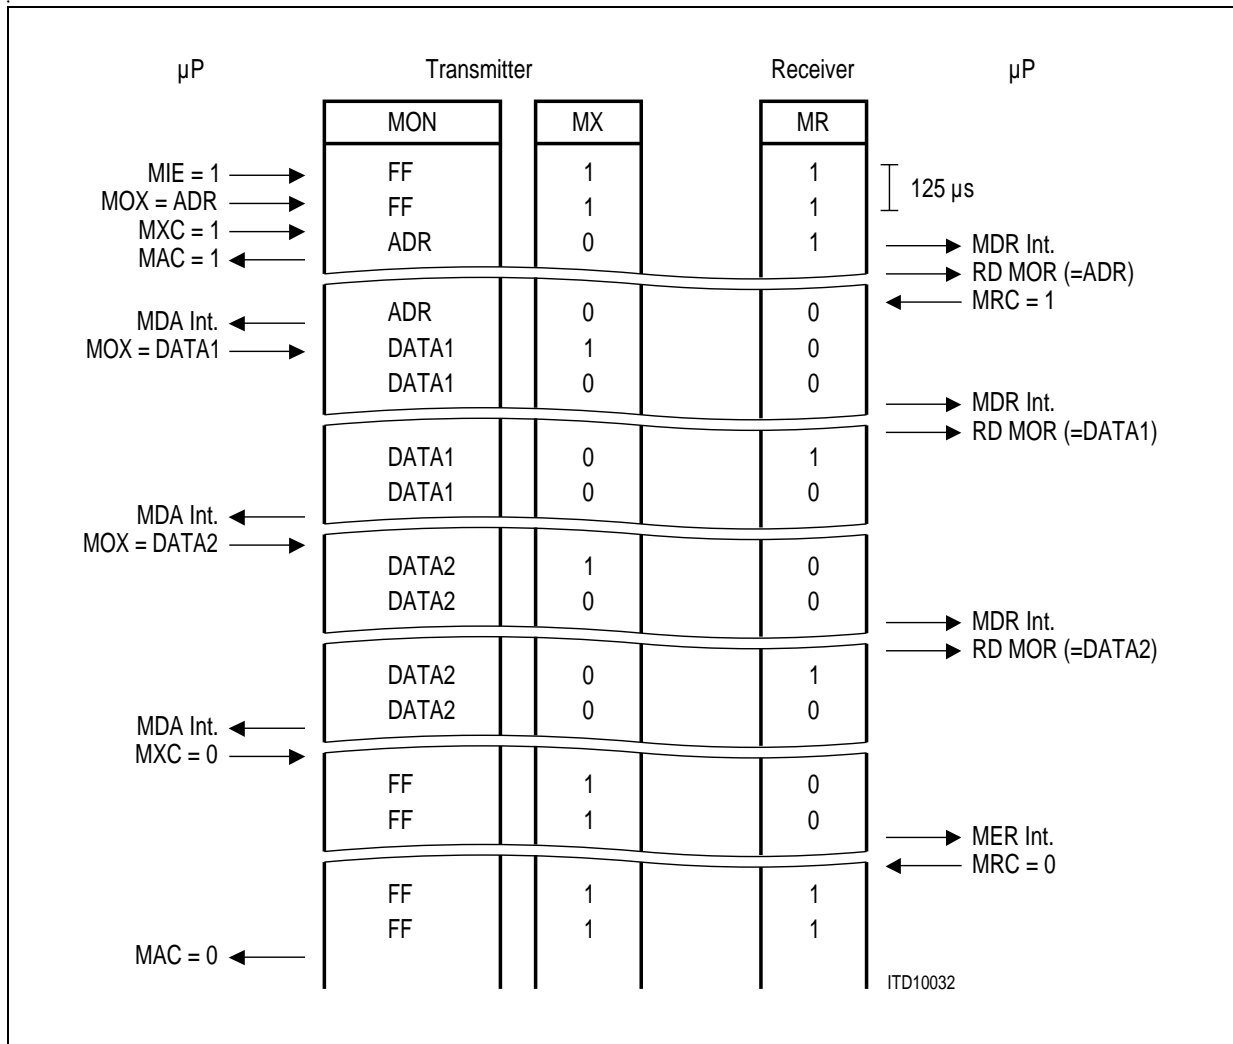 µP Transmitter Receiver µP
MON MX MR
MIE = 1 FF 1 1
125 µs
MOX = ADR FF 1 1
MXC = 1
ADR 0 1 MDR Int.
MAC = 1
RD MOR (=ADR)
MRC = 1
ADR 0 0
MDA Int.
MOX = DATA1 DATA1 1 0
DATA1 0 0
MDR Int.
RD MOR (=DATA1)
DATA1 0 1
DATA1 0 0
MDA Int.
MOX = DATA2
DATA2 1 0
DATA2 0 0
MDR Int.
RD MOR (=DATA2)
DATA2 0 1
DATA2 0 0
MDA Int.
MXC = 0
FF 1 0
FF 1 0
MER Int.
MRC = 0
FF 1 1
FF 1 1
MAC = 0
ITD10032